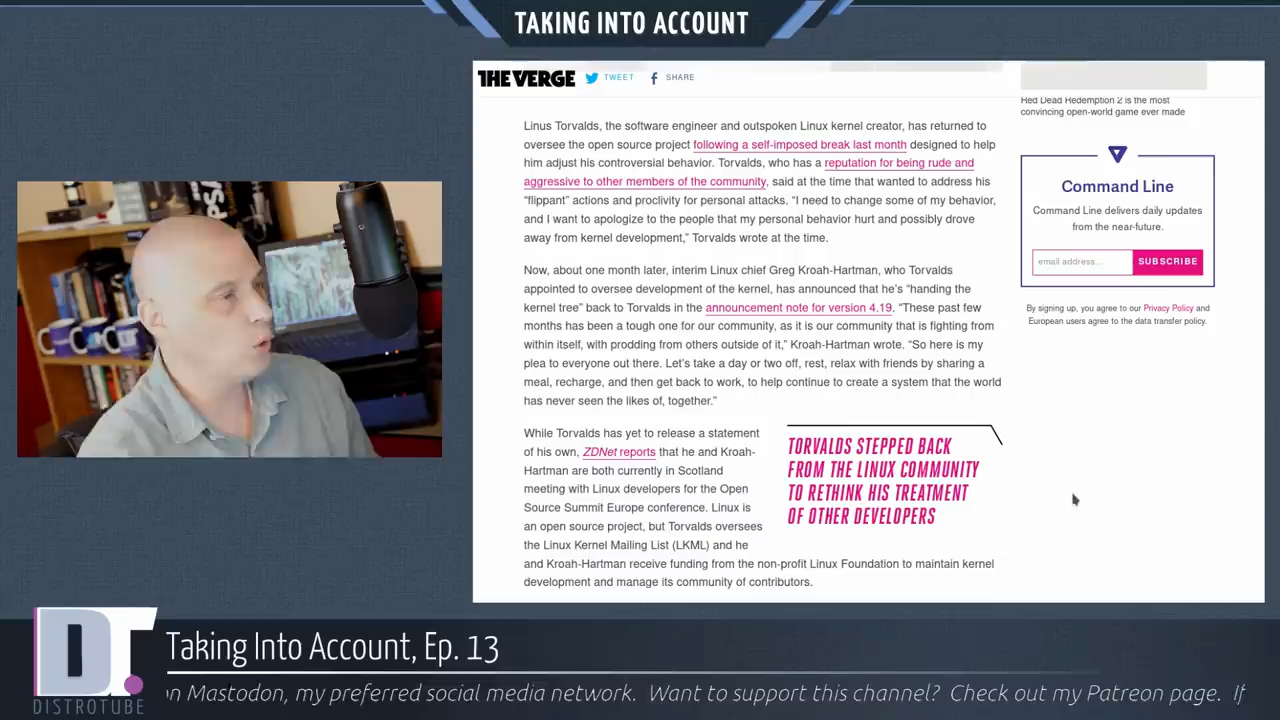 TAKING INTO ACCOUNT
THE VERGE
TWEET
SHARE
Linus Torvalds, the software engineer and outspoken Linux kernel creator, has returned to
oversee the open source project following a self-imposed break last month designed to help
him adjust his controversial behavior. Torvalds, who has a reputation for being rude and
aggressive to other members of the community, said at the time that wanted to address his
“flippant” actions and proclivity for personal attacks. “I need to change some of my behavior,
and I want to apologize to the people that my personal behavior hurt and possibly drove
away from kernel development,” Torvalds wrote at the time.
Now, about one month later, interim Linux chief Greg Kroah-Hartman, who Torvalds
appointed to oversee development of the kernel, has announced that he’s “handing the
kernel tree” back to Torvalds in the announcement note for version 4.19. “These past few
months has been a tough one for our community, as it is our community that is fighting from
within itself, with prodding from others outside of it,” Kroah-Hartman wrote. “So here is my
plea to everyone out there. Let’s take a day or two off, rest, relax with friends by sharing a
meal, recharge, and then get back to work, to help continue to create a system that the world
has never seen the likes of, together.”
While Torvalds has yet to release a statement
of his own, ZDNet reports that he and Kroah-
Hartman are both currently in Scotland
meeting with Linux developers for the Open
Source Summit Europe conference. Linux is
an open source project, but Torvalds oversees
the Linux Kernel Mailing List (LKML) and he
and Kroah-Hartman receive funding from the non-profit Linux Foundation to maintain kernel
development and manage its community of contributors.
TORVALDS STEPPED BACK
FROM THE LINUX COMMUNITY
TO RETHINK HIS TREATMENT
OF OTHER DEVELOPERS
Red Dead Redemption 2 is the most
convincing open-world game ever made
Command Line
Command Line delivers daily updates
from the near-future.
email address...
SUBSCRIBE
By signing up, you agree to our Privacy Policy and
European users agree to the data transfer policy.
DT
DISTROTUBE
Taking Into Account, Ep. 13
on Mastodon, my preferred social media network. Want to support this channel? Check out my Patreon page. If